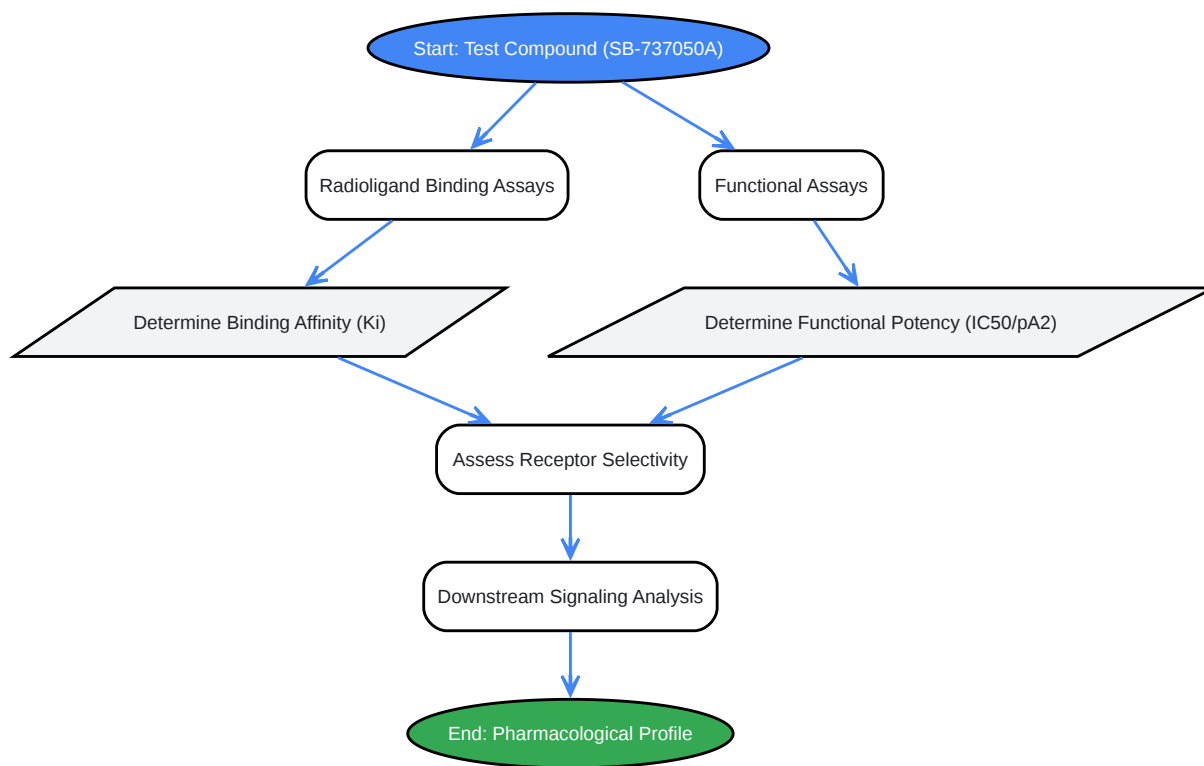 Start: Test Compound (SB-737050A)
Radioligand Binding Assays
Functional Assays
Determine Binding Affinity (Ki)
Determine Functional Potency (IC50/pA2)
Assess Receptor Selectivity
Downstream Signaling Analysis
End: Pharmacological Profile